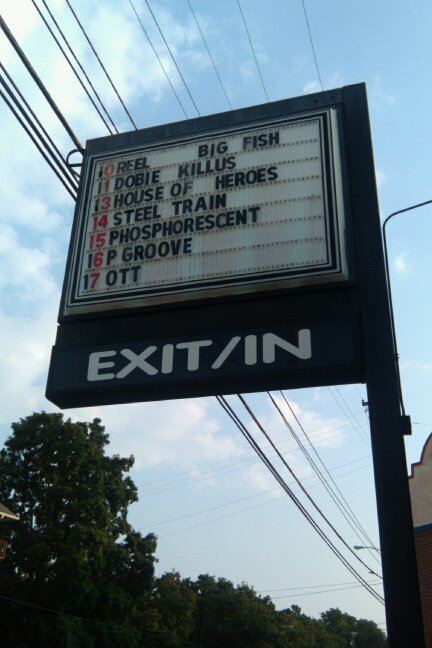 10 REEL BIG FISH
11 DOBIE KILLUS
13 HOUSE OF HEROES
14 STEEL TRAIN
15 PHOSPHORESCENT
16 P GROOVE
17 OTT
EXIT/IN